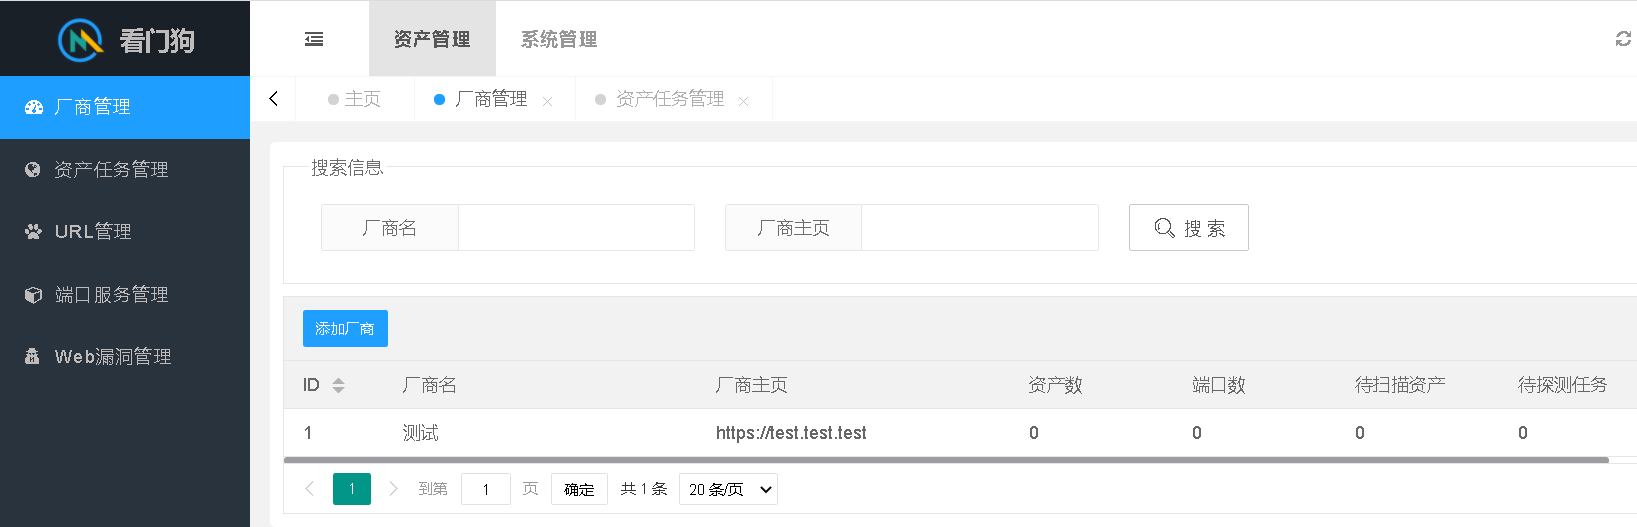 看门狗
资产管理 系统管理
主页 厂商管理 资产任务管理
厂商管理
资产任务管理
URL管理
端口服务管理
Web漏洞管理
搜索信息
厂商名 厂商主页 搜 索
添加厂商
ID 厂商名 厂商主页 资产数 端口数 待扫描资产 待探测任务
1 测试 https://test.test.test 0 0 0 0
1 到第 1 页 确定 共 1 条 20 条/页